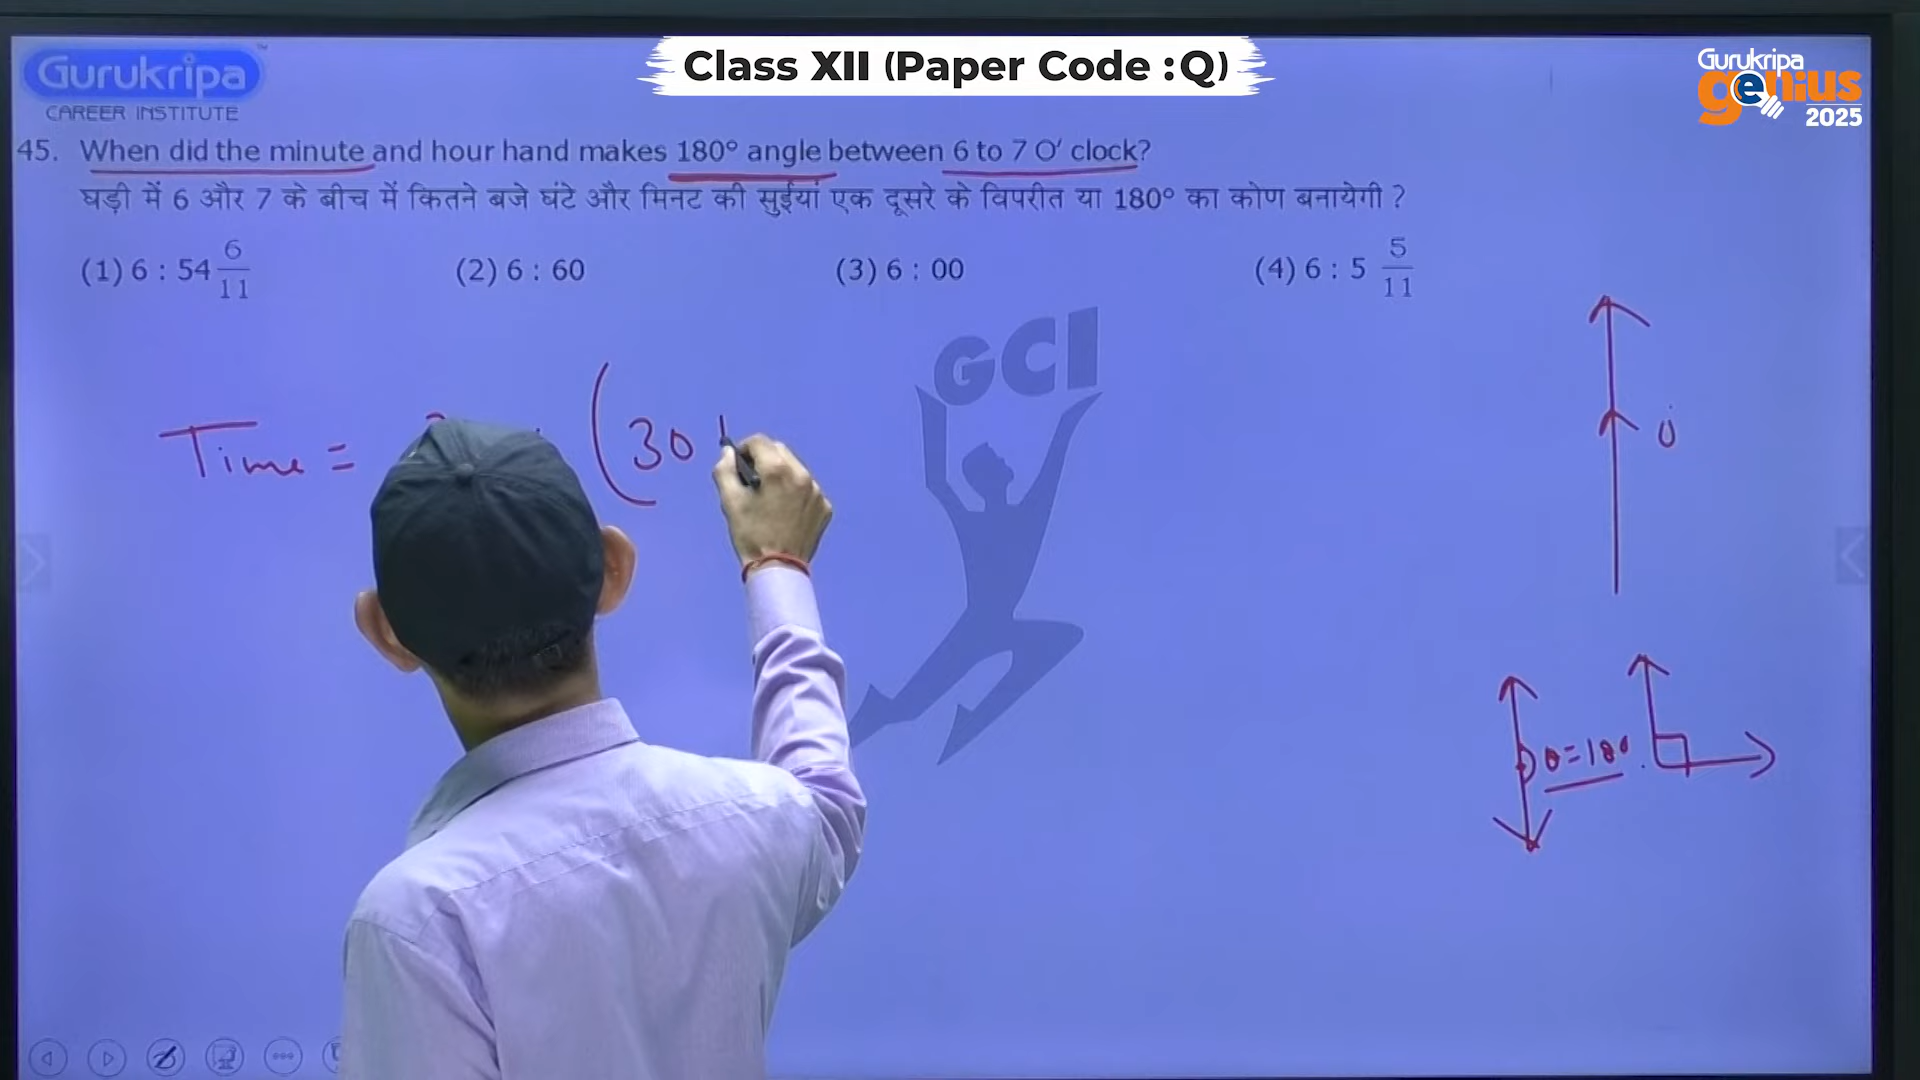 Class XII (Paper Code :Q)
Gurukripa
CAREER INSTITUTE
Gurukripa
genius
2025
45. When did the minute and hour hand makes 180° angle between 6 to 7 O' clock?
घड़ी में 6 और 7 के बीच में कितने बजे घंटे और मिनट की सुईयां एक दूसरे के विपरीत या 180° का कोण बनायेगी ?
(1) 6 : 54 6/11 (2) 6 : 60 (3) 6 : 00 (4) 6 : 5 5/11
GCI
Time = (30
θ=180